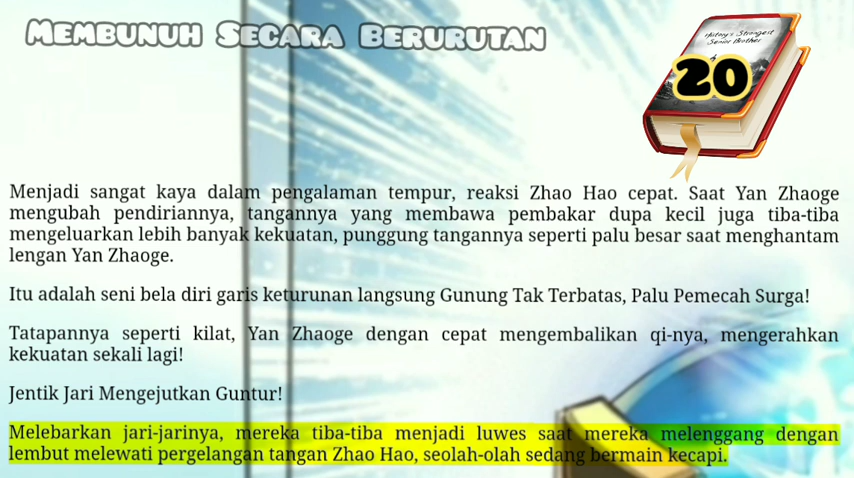 Membunuh Secara Berurutan
History's Strongest
Senior Brother
20
Menjadi sangat kaya dalam pengalaman tempur, reaksi Zhao Hao cepat. Saat Yan Zhaoge
mengubah pendiriannya, tangannya yang membawa pembakar dupa kecil juga tiba-tiba
mengeluarkan lebih banyak kekuatan, punggung tangannya seperti palu besar saat menghantam
lengan Yan Zhaoge.
Itu adalah seni bela diri garis keturunan langsung Gunung Tak Terbatas, Palu Pemecah Surga!
Tatapannya seperti kilat, Yan Zhaoge dengan cepat mengembalikan qi-nya, mengerahkan
kekuatan sekali lagi!
Jentik Jari Mengejutkan Guntur!
Melebarkan jari-jarinya, mereka tiba-tiba menjadi luwes saat mereka melenggang dengan
lembut melewati pergelangan tangan Zhao Hao, seolah-olah sedang bermain kecapi.